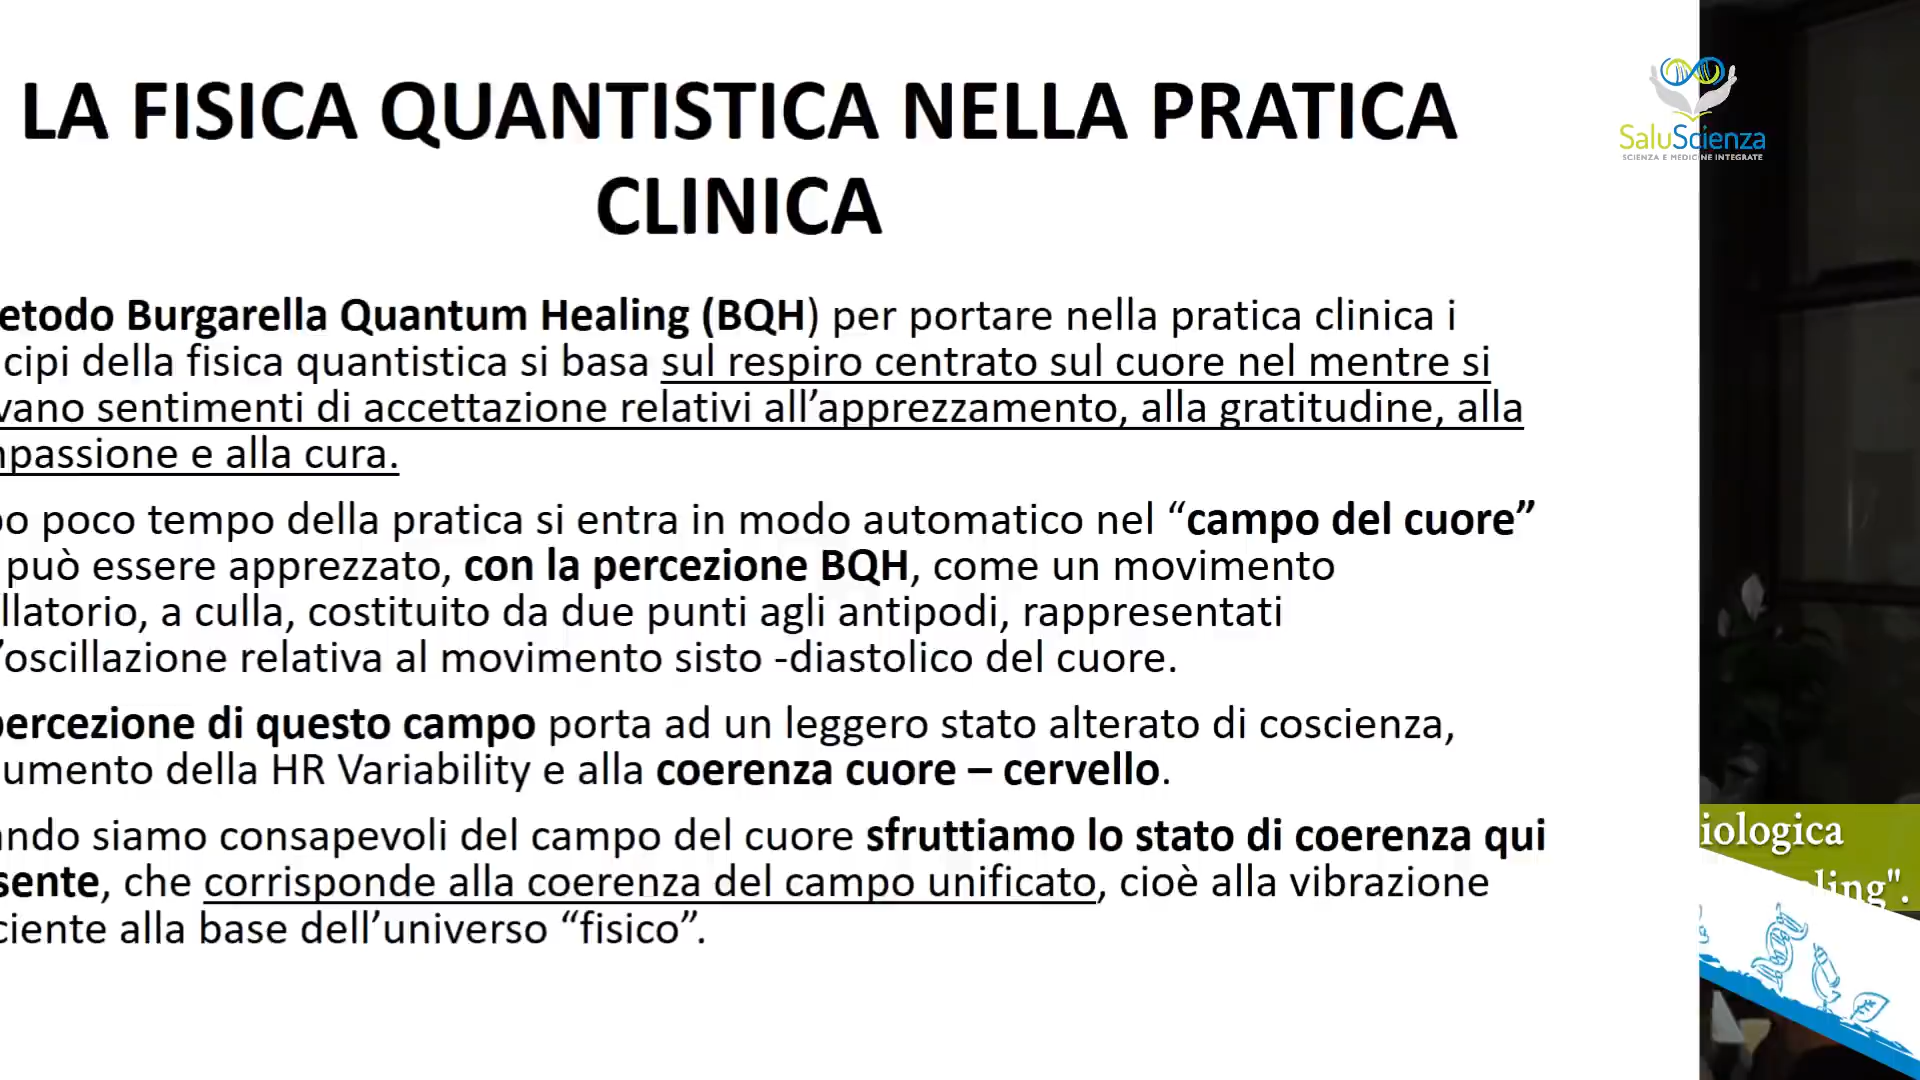 LA FISICA QUANTISTICA NELLA PRATICA
CLINICA
SaluScienza
SCIENZA E MEDICINE INTEGRATE
etodo Burgarella Quantum Healing (BQH) per portare nella pratica clinica i
cipi della fisica quantistica si basa sul respiro centrato sul cuore nel mentre si
vano sentimenti di accettazione relativi all’apprezzamento, alla gratitudine, alla
passione e alla cura.
po poco tempo della pratica si entra in modo automatico nel “campo del cuore”
può essere apprezzato, con la percezione BQH, come un movimento
llatorio, a culla, costituito da due punti agli antipodi, rappresentati
’oscillazione relativa al movimento sisto -diastolico del cuore.
percezione di questo campo porta ad un leggero stato alterato di coscienza,
umento della HR Variability e alla coerenza cuore – cervello.
ando siamo consapevoli del campo del cuore sfruttiamo lo stato di coerenza qui
sente, che corrisponde alla coerenza del campo unificato, cioè alla vibrazione
ciente alla base dell’universo “fisico”.
iologica
ling".